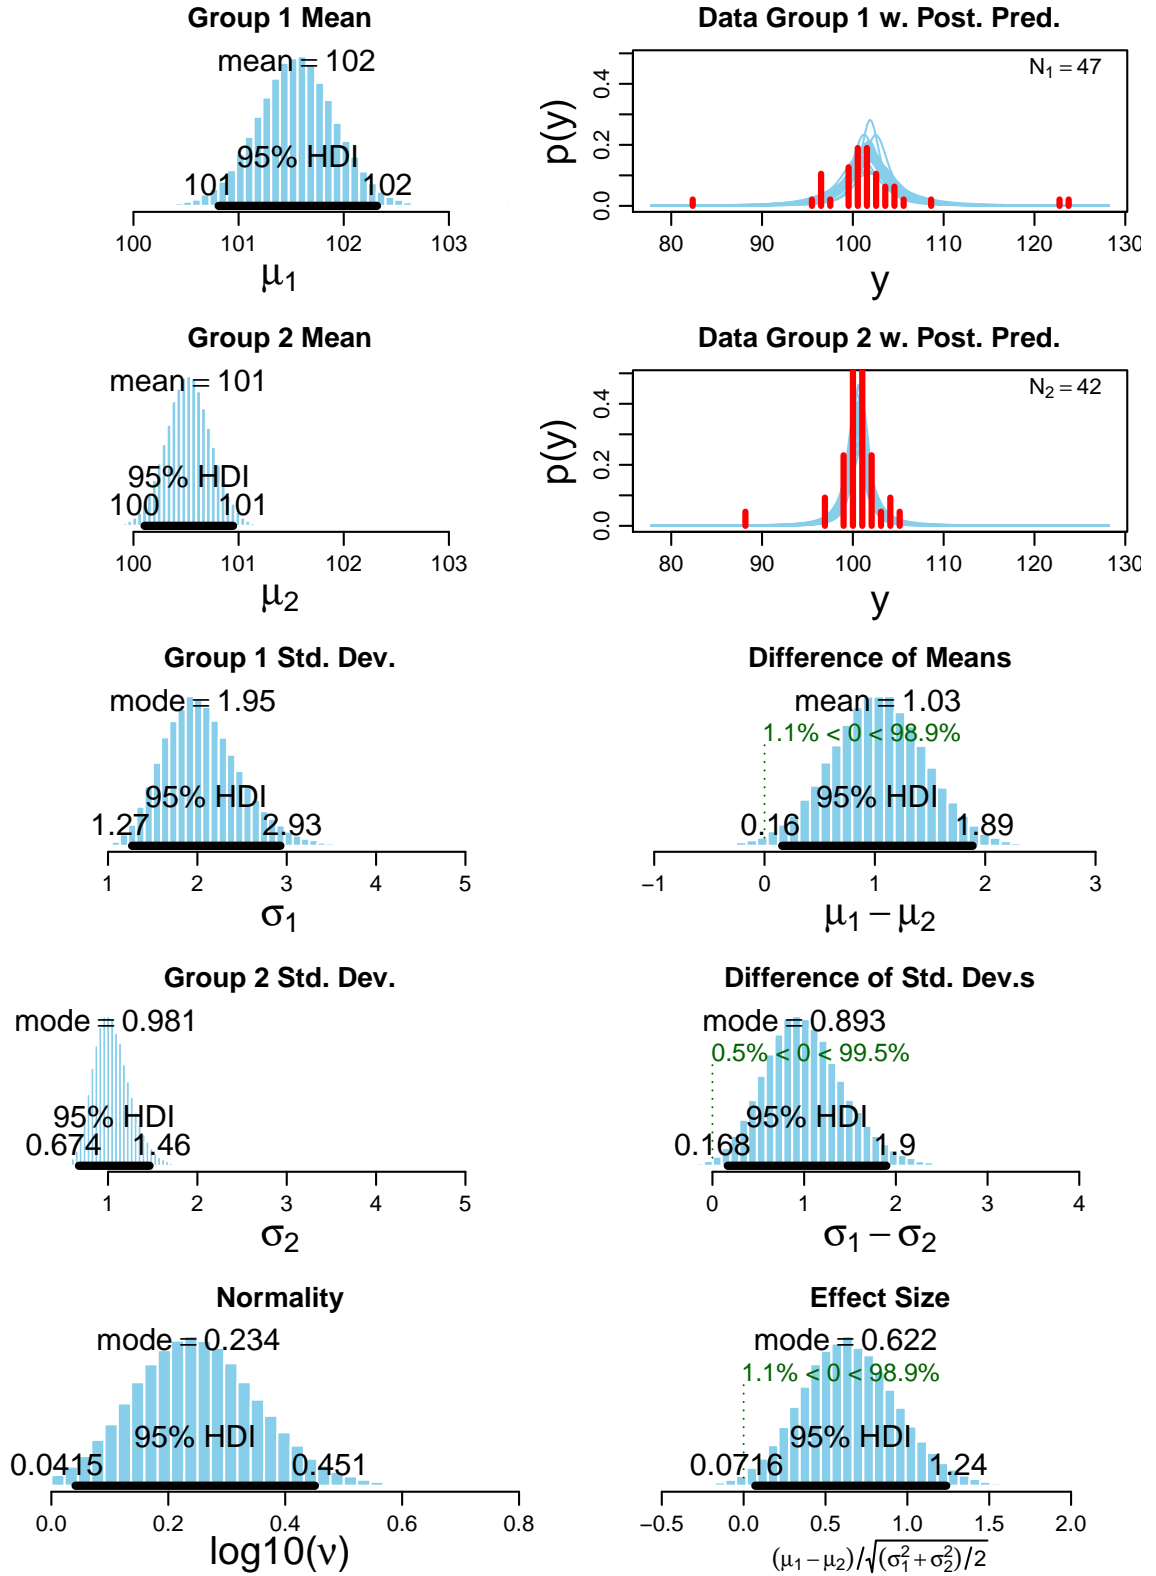 Group 1 Mean
mean = 102
95% HDI
101 102
100 101 102 103
μ1
Data Group 1 w. Post. Pred.
N1 = 47
p(y)
0.0 0.2 0.4
80 90 100 110 120 130
y
Group 2 Mean
mean = 101
95% HDI
100 101
100 101 102 103
μ2
Data Group 2 w. Post. Pred.
N2 = 42
p(y)
0.0 0.2 0.4
80 90 100 110 120 130
y
Group 1 Std. Dev.
mode = 1.95
95% HDI
1.27 2.93
1 2 3 4 5
σ1
Difference of Means
mean = 1.03
1.1% < 0 < 98.9%
95% HDI
0.16 1.89
−1 0 1 2 3
μ1 − μ2
Group 2 Std. Dev.
mode = 0.981
95% HDI
0.674 1.46
1 2 3 4 5
σ2
Difference of Std. Dev.s
mode = 0.893
0.5% < 0 < 99.5%
95% HDI
0.168 1.9
0 1 2 3 4
σ1 − σ2
Normality
mode = 0.234
95% HDI
0.0415 0.451
0.0 0.2 0.4 0.6 0.8
log10(ν)
Effect Size
mode = 0.622
1.1% < 0 < 98.9%
95% HDI
0.0716 1.24
−0.5 0.0 0.5 1.0 1.5 2.0
(μ1 − μ2)/√(σ1² + σ2²)/2